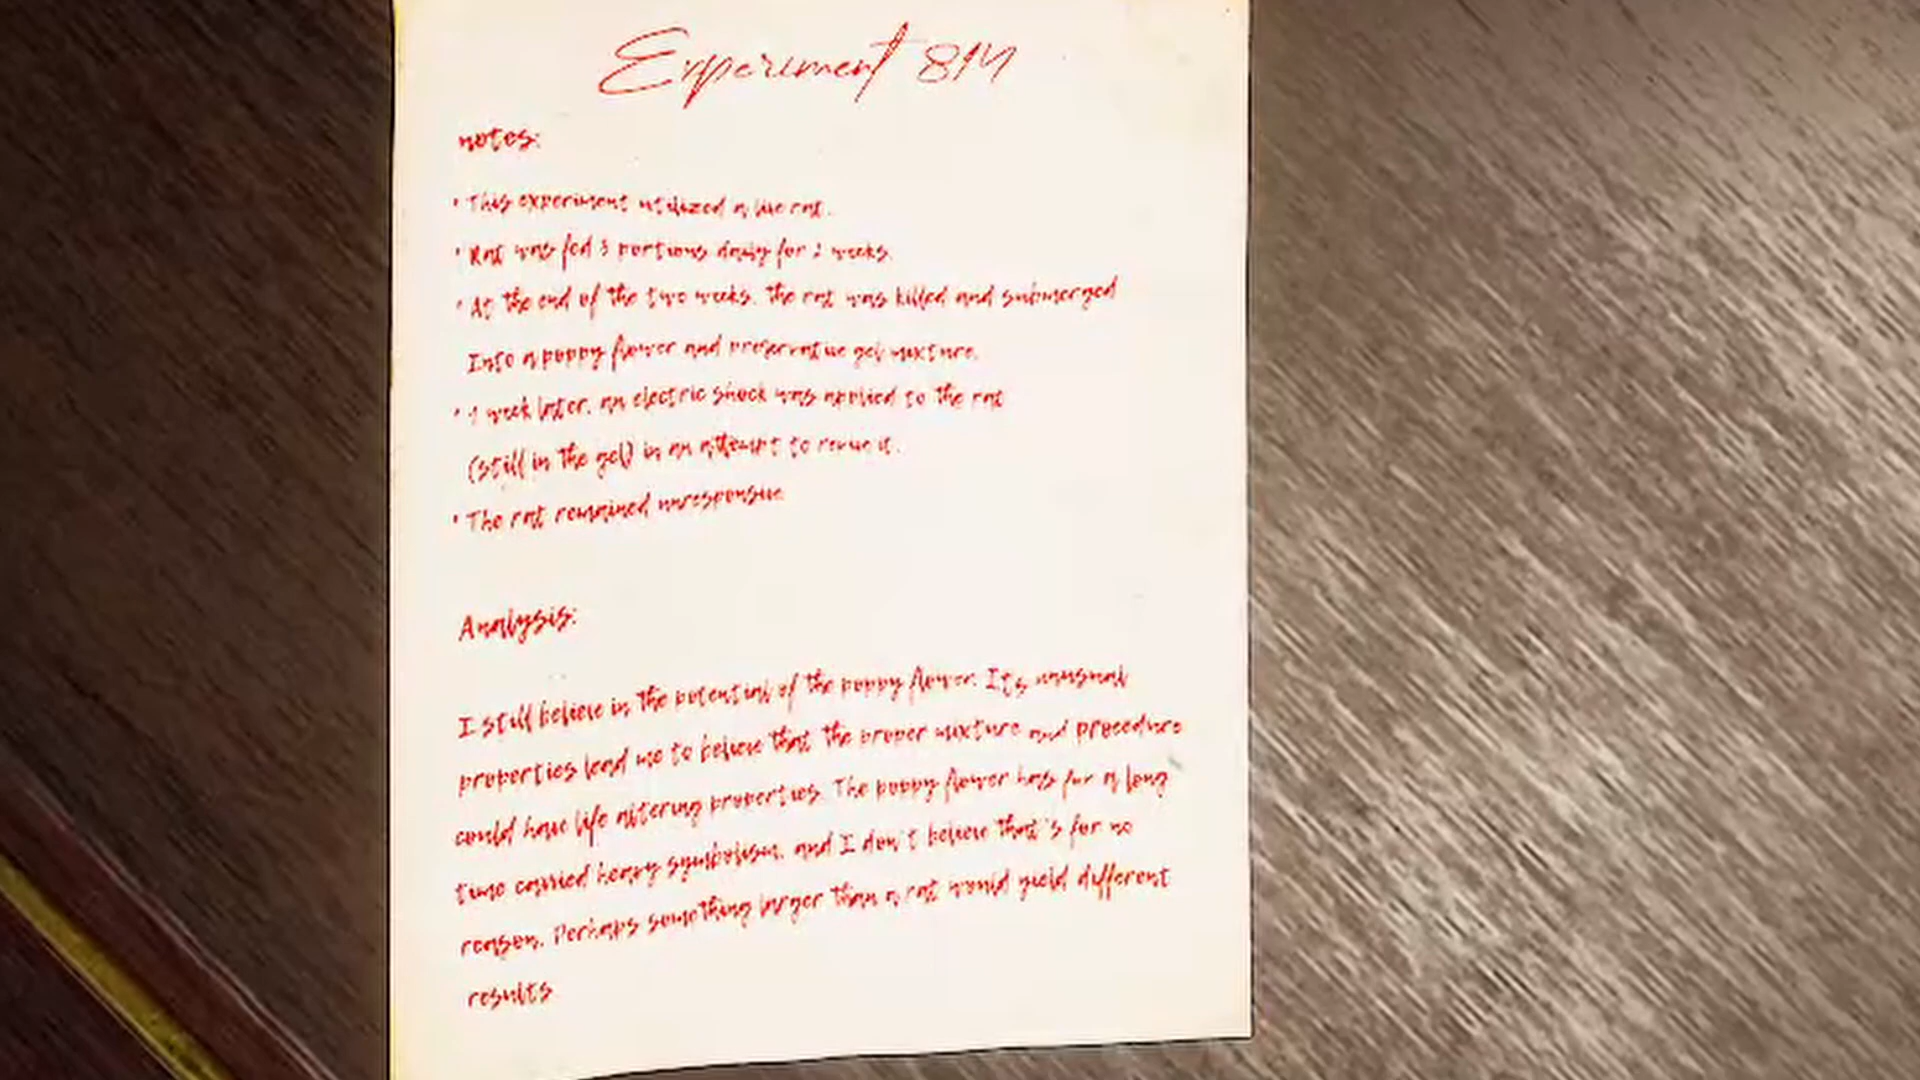 Experiment 814
notes:
• This experiment utilized a live rat.
• Rat was fed 3 portions daily for 2 weeks.
• At the end of the two weeks, the rat was killed and submerged
Into a poppy flower and preservative gel mixture.
• 1 week later, an electric shock was applied to the rat
(still in the gel) in an attempt to revive it.
• The rat remained unresponsive
Analysis:
I still believe in the potential of the poppy flower. It's unusual
properties lead me to believe that the proper mixture and procedure
could have life altering properties. The poppy flower has for a long
time carried heavy symbolism, and I don't believe that's for no
reason. Perhaps something larger than a rat would yield different
results